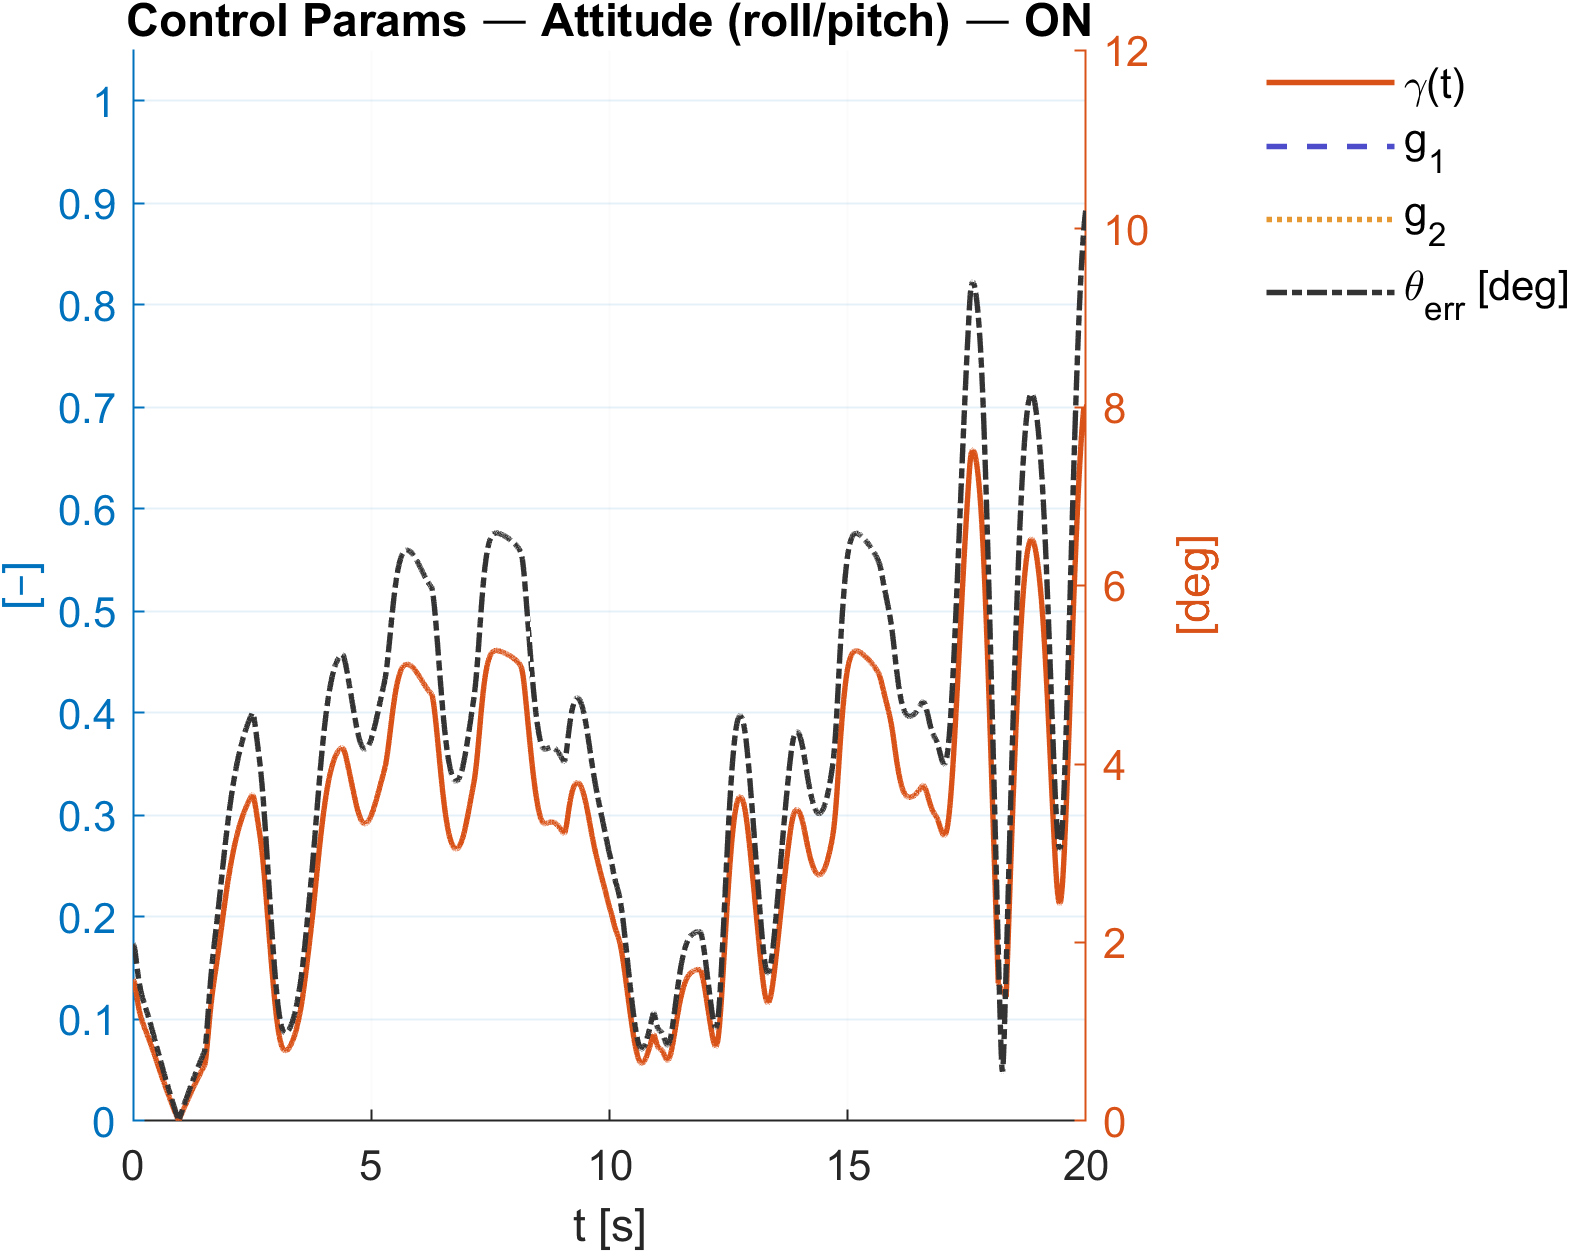 Control Params — Attitude (roll/pitch) — ON
1
0.9
0.8
0.7
0.6
0.5
0.4
0.3
0.2
0.1
0
[–]
12
10
8
6
4
2
0
[deg]
0 5 10 15 20
t [s]
γ(t)
g1
g2
θerr [deg]